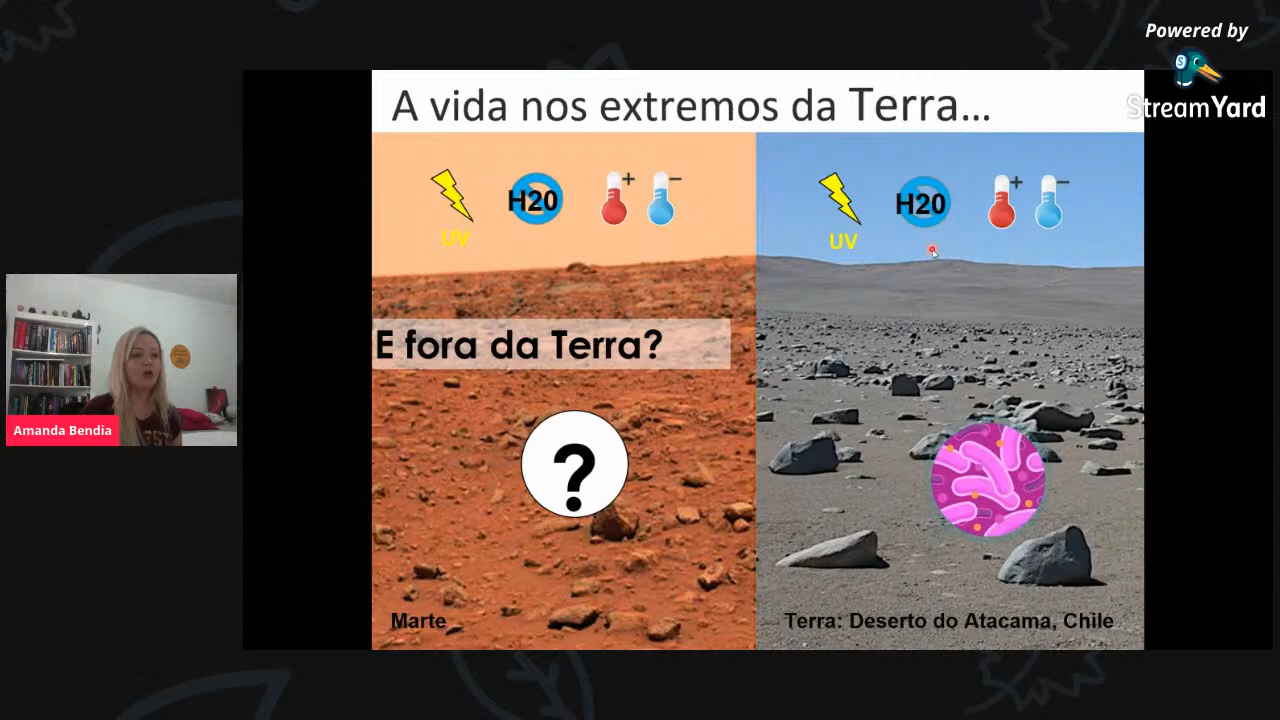 Powered by
StreamYard
A vida nos extremos da Terra...
UV
H20
+
−
UV
H20
+
−
E fora da Terra?
?
Amanda Bendia
Marte
Terra: Deserto do Atacama, Chile